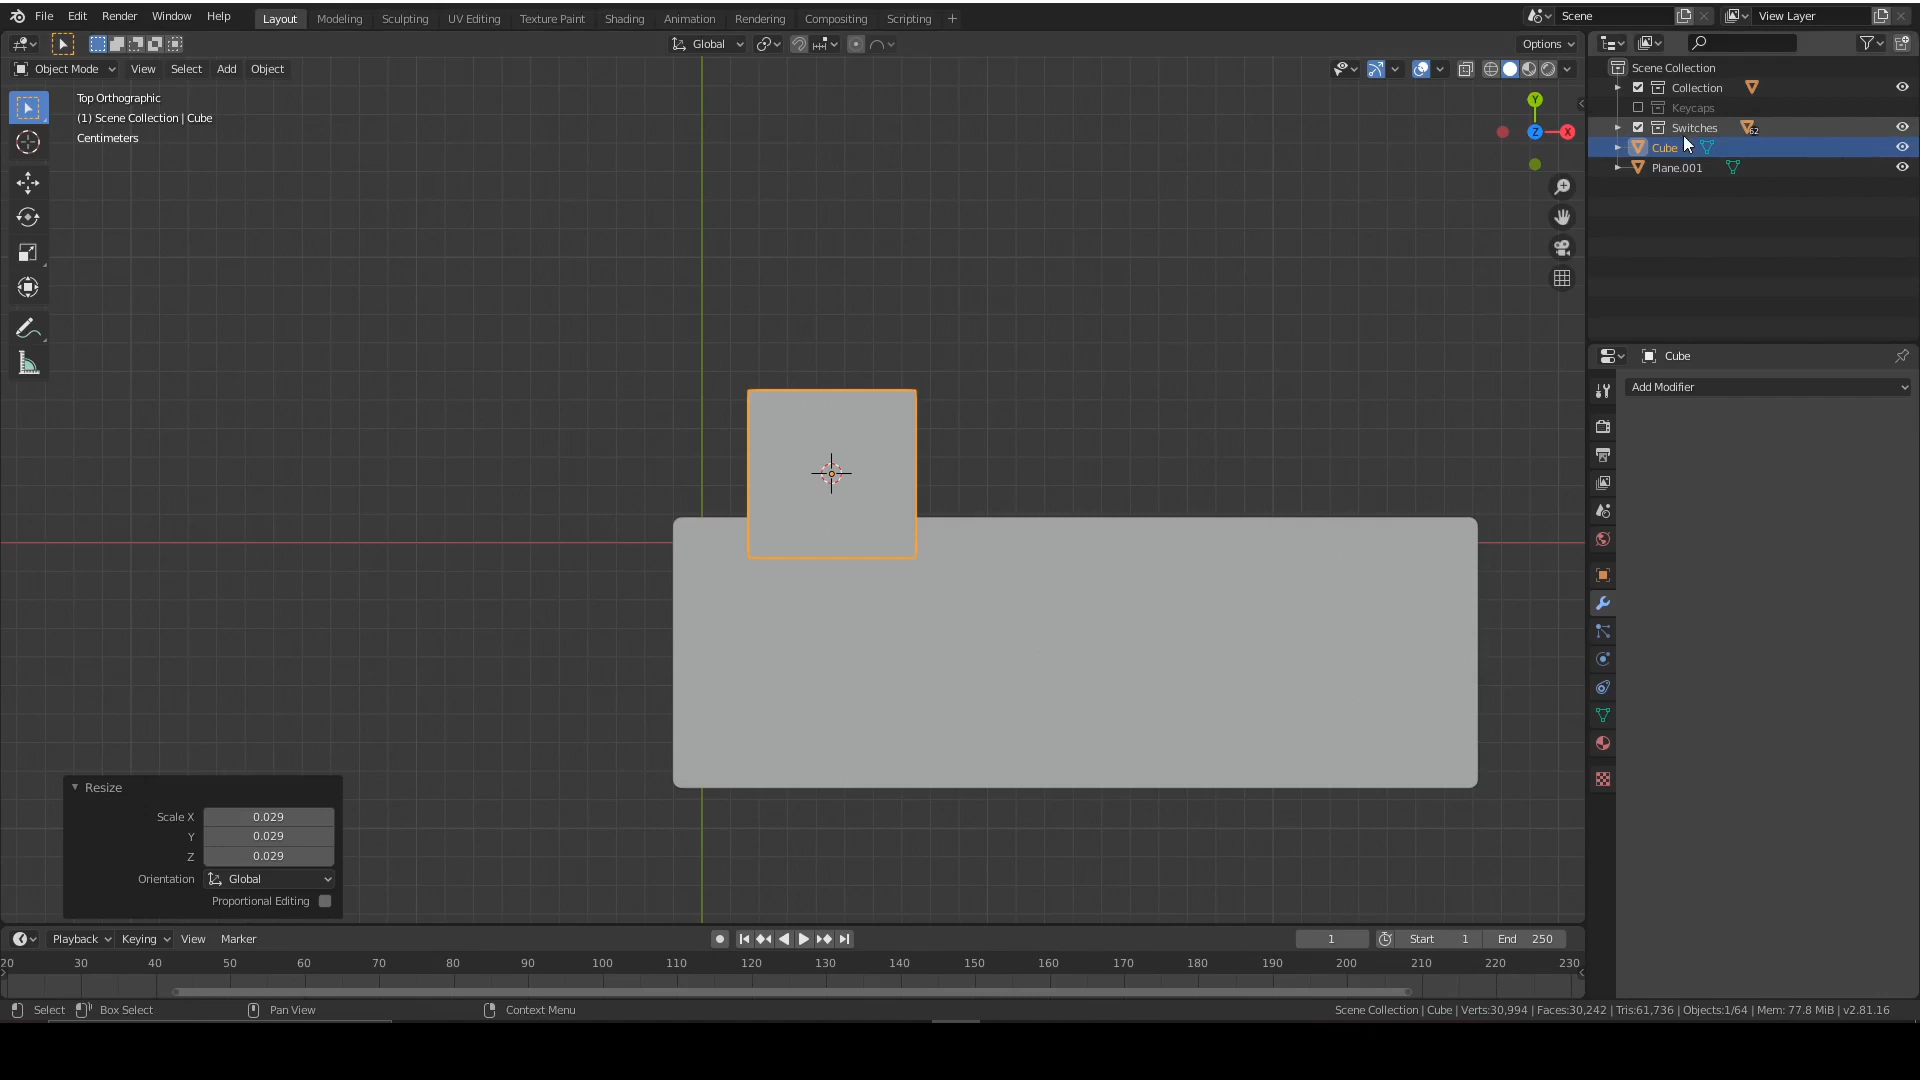 File Edit Render Window Help Layout Modeling Sculpting UV Editing Texture Paint Shading Animation Rendering Compositing Scripting + Scene View Layer
Global Options
Object Mode View Select Add Object
Scene Collection
Collection
Keycaps
Switches 62
Cube
Plane.001
Top Orthographic
(1) Scene Collection | Cube
Centimeters
Y
Z X
Cube
Add Modifier
Resize
Scale X 0.029
Y 0.029
Z 0.029
Orientation Global
Proportional Editing
Playback Keying View Marker 1 Start 1 End 250
20 30 40 50 60 70 80 90 100 110 120 130 140 150 160 170 180 190 200 210 220 230
Select Box Select Pan View Context Menu Scene Collection | Cube | Verts:30,994 | Faces:30,242 | Tris:61,736 | Objects:1/64 | Mem: 77.8 MiB | v2.81.16